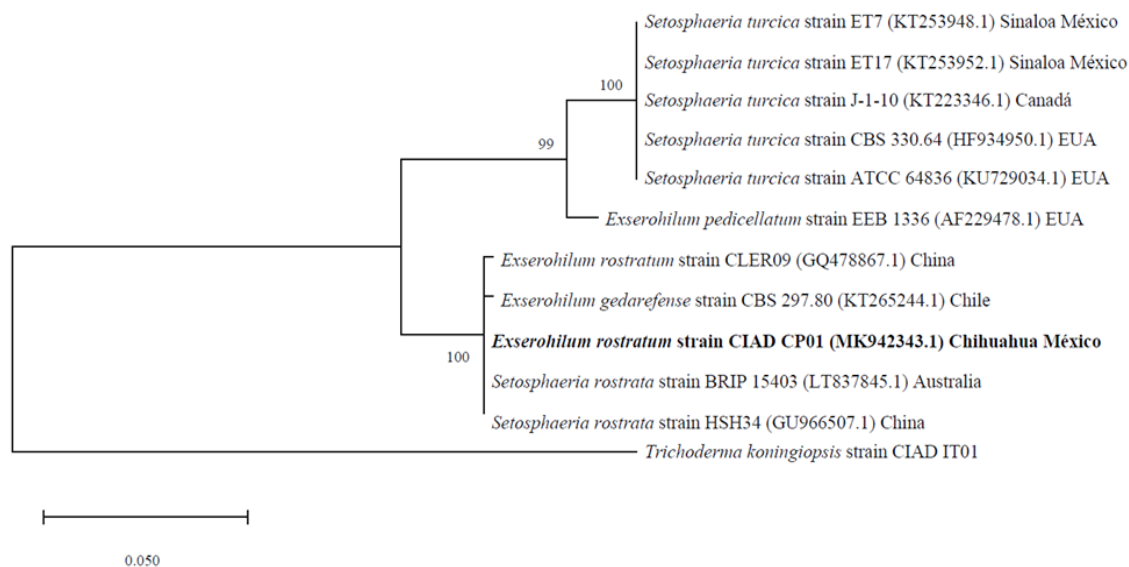 Setosphaeria turcica strain ET7 (KT253948.1) Sinaloa México
Setosphaeria turcica strain ET17 (KT253952.1) Sinaloa México
100
Setosphaeria turcica strain J-1-10 (KT223346.1) Canadá
Setosphaeria turcica strain CBS 330.64 (HF934950.1) EUA
99
Setosphaeria turcica strain ATCC 64836 (KU729034.1) EUA
Exserohilum pedicellatum strain EEB 1336 (AF229478.1) EUA
Exserohilum rostratum strain CLER09 (GQ478867.1) China
Exserohilum gedarefense strain CBS 297.80 (KT265244.1) Chile
Exserohilum rostratum strain CIAD CP01 (MK942343.1) Chihuahua México
100
Setosphaeria rostrata strain BRIP 15403 (LT837845.1) Australia
Setosphaeria rostrata strain HSH34 (GU966507.1) China
Trichoderma koningiopsis strain CIAD IT01
0.050